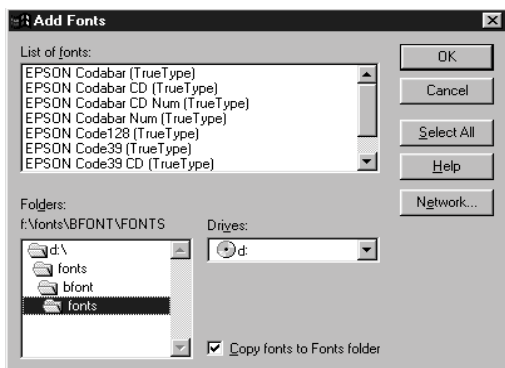 Add Fonts
List of fonts:
EPSON Codabar (TrueType)
EPSON Codabar CD (TrueType)
EPSON Codabar CD Num (TrueType)
EPSON Codabar Num (TrueType)
EPSON Code128 (TrueType)
EPSON Code39 (TrueType)
EPSON Code39 CD (TrueType)
OK
Cancel
Select All
Help
Network...
Folders:
f:\fonts\BFONT\FONTS
d:\
fonts
bfont
fonts
Drives:
d:
Copy fonts to Fonts folder